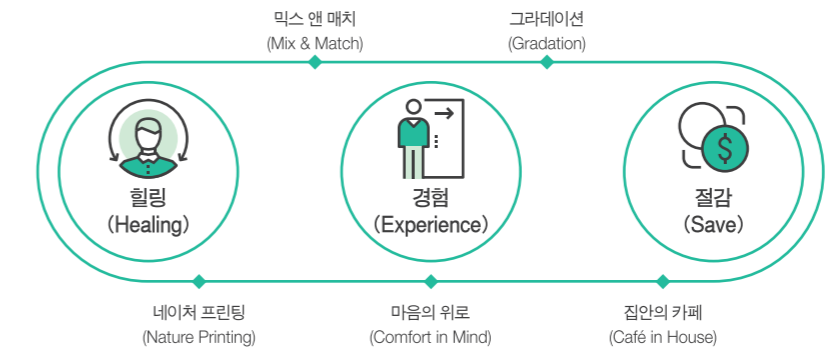 믹스 앤 매치
(Mix & Match)
그라데이션
(Gradation)
힐링
(Healing)
경험
(Experience)
$
절감
(Save)
네이처 프린팅
(Nature Printing)
마음의 위로
(Comfort in Mind)
집안의 카페
(Café in House)